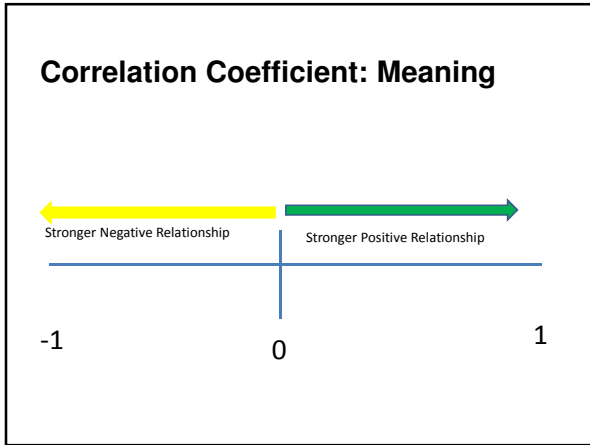 Correlation Coefficient: Meaning
Stronger Negative Relationship
Stronger Positive Relationship
-1
0
1